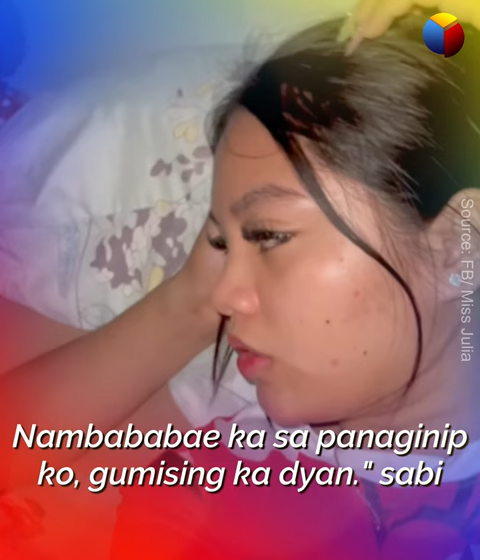 Source: FB/ Miss Julia
Nambababae ka sa panaginip
ko, gumising ka dyan." sabi